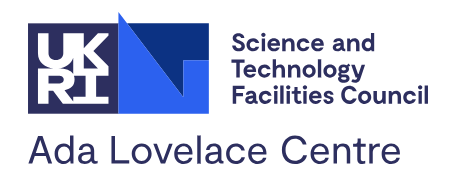 UK
RI
Science and
Technology
Facilities Council
Ada Lovelace Centre